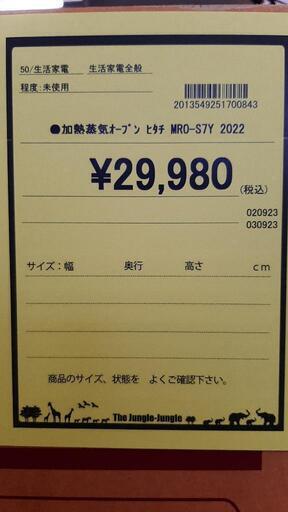 50/生活家電 生活家電全般
程度:未使用
2013549251700843
●加熱蒸気ｵｰﾌﾞﾝ ﾋﾀﾁ MRO-S7Y 2022
¥29,980(税込)
020923
030923
サイズ:幅 奥行 高さ cm
商品のサイズ、状態を よくご確認下さい。
The Jungle-Jungle